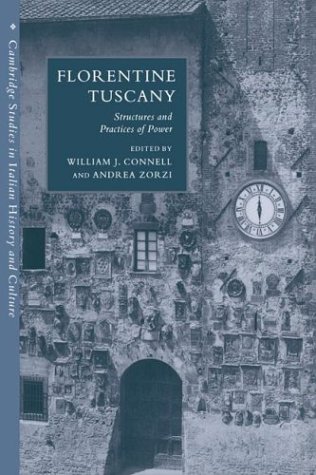 Cambridge Studies in Italian History and Culture
FLORENTINE
TUSCANY
Structures and
Practices of Power
EDITED BY
WILLIAM J. CONNELL
AND ANDREA ZORZI